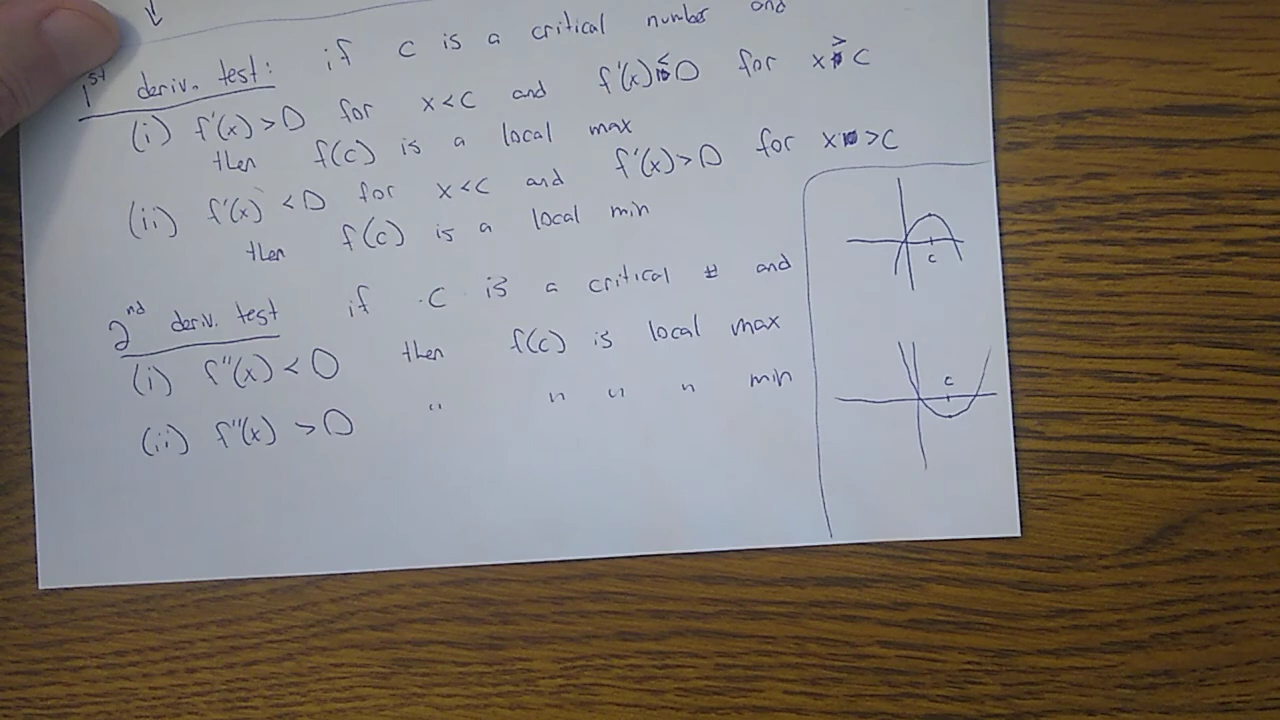 1st deriv. test: if c is a critical number and
(i) f'(x) > 0 for x < c and f'(x) < 0 for x > c
then f(c) is a local max
(ii) f'(x) < 0 for x < c and f'(x) > 0 for x > c
then f(c) is a local min
2nd deriv. test if c is a critical # and
(i) f''(x) < 0 then f(c) is local max
(ii) f''(x) > 0 " " " " min
c
c